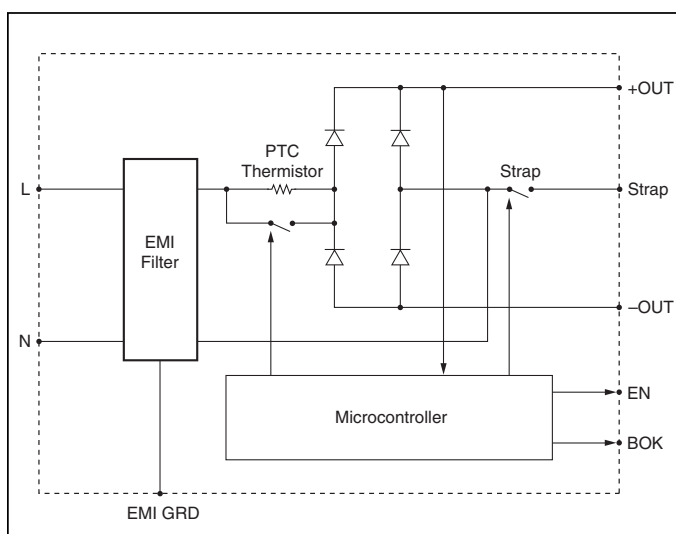 +OUT
PTC
Thermistor
Strap
L
Strap
EMI
Filter
–OUT
N
EN
Microcontroller
BOK
EMI GRD